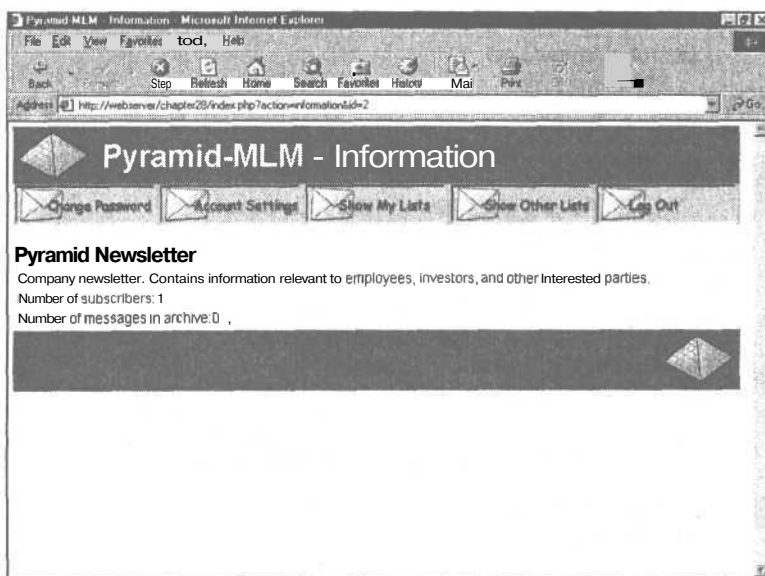 Pyramid MLM - Information - Microsoft Internet Explorer
File Edit View Favorites tod, Help
Back Step Refresh Home Search Favorites History Mai Print
Address http://webserver/chapter28/index.php?action=information&id=2 Go
Pyramid-MLM - Information
Change Password Account Settings Show My Lists Show Other Lists Log Out
Pyramid Newsletter
Company newsletter. Contains information relevant to employees, investors, and other Interested parties.
Number of subscribers: 1
Number of messages in archive:0 ,